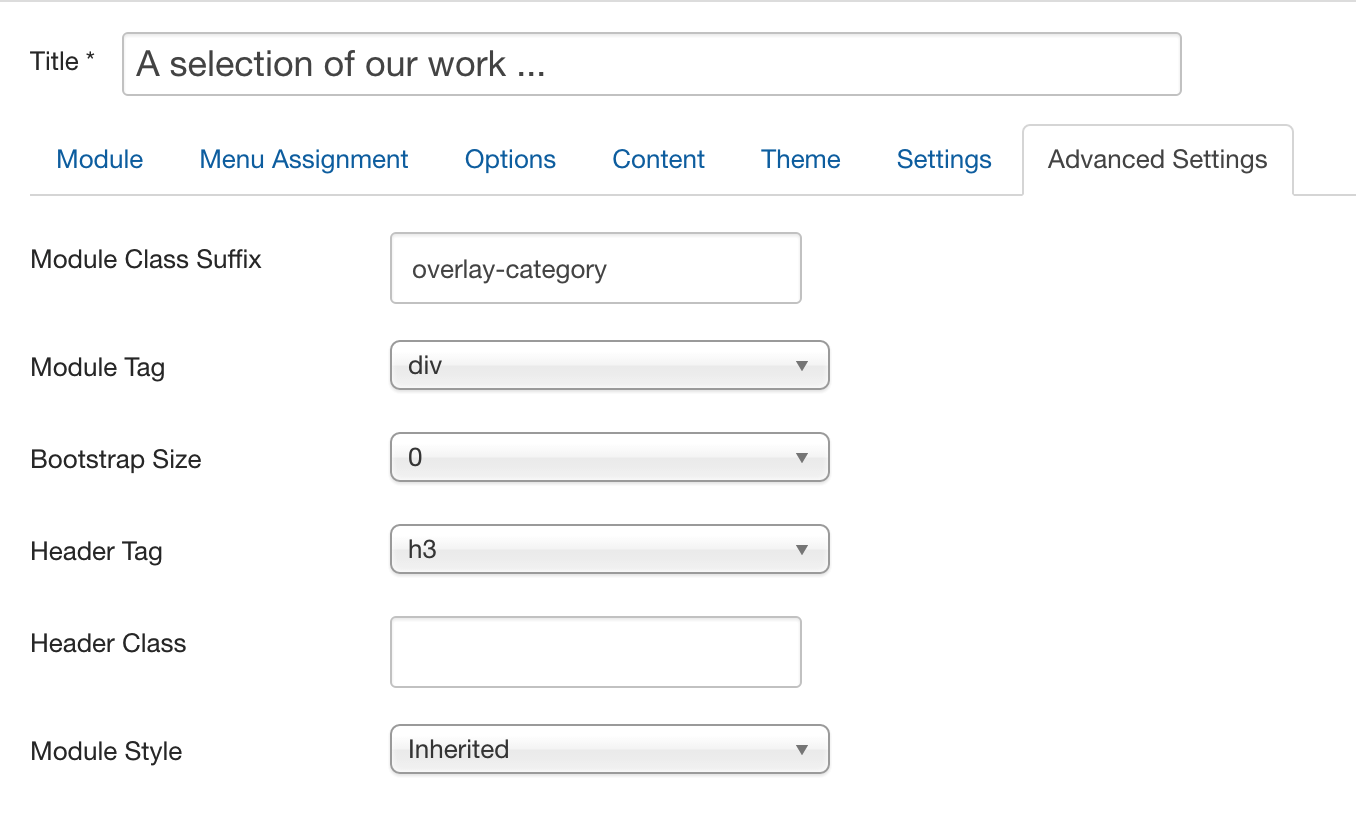 Title *
A selection of our work ...
Module Menu Assignment Options Content Theme Settings Advanced Settings
Module Class Suffix overlay-category
Module Tag div
Bootstrap Size 0
Header Tag h3
Header Class
Module Style Inherited